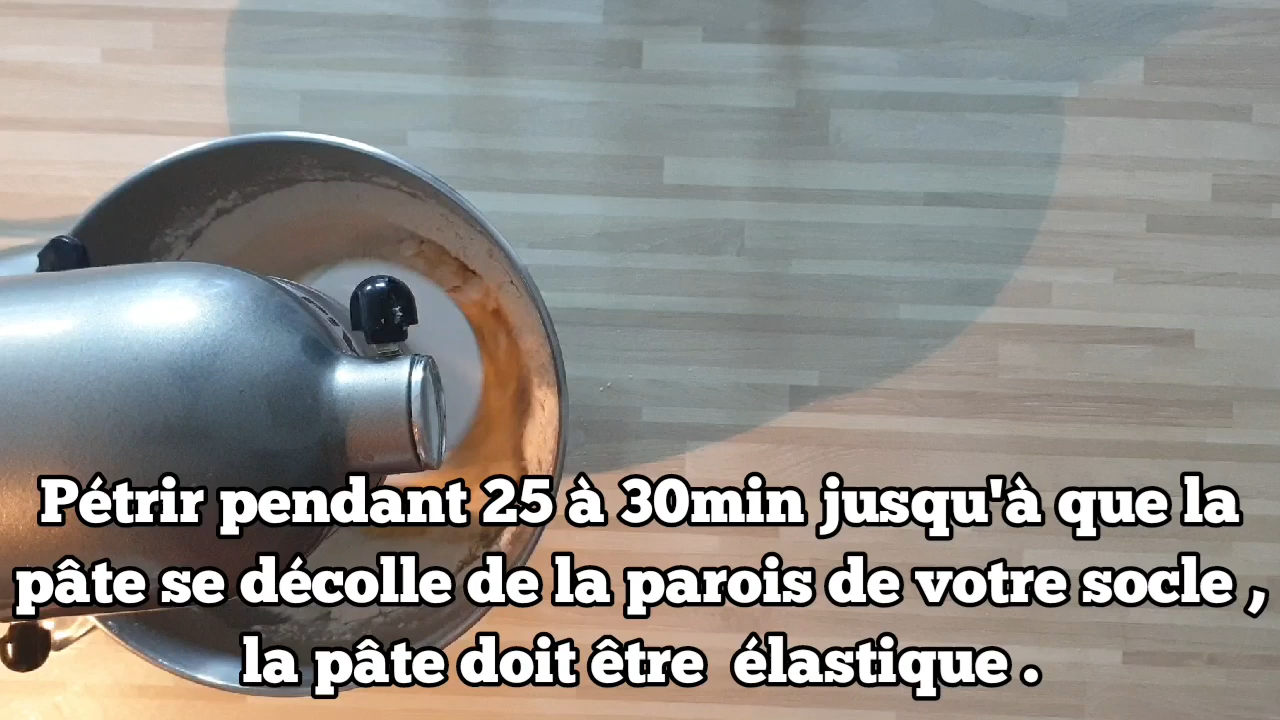 Pétrir pendant 25 à 30min jusqu'à que la
pâte se décolle de la parois de votre socle ,
la pâte doit être  élastique .